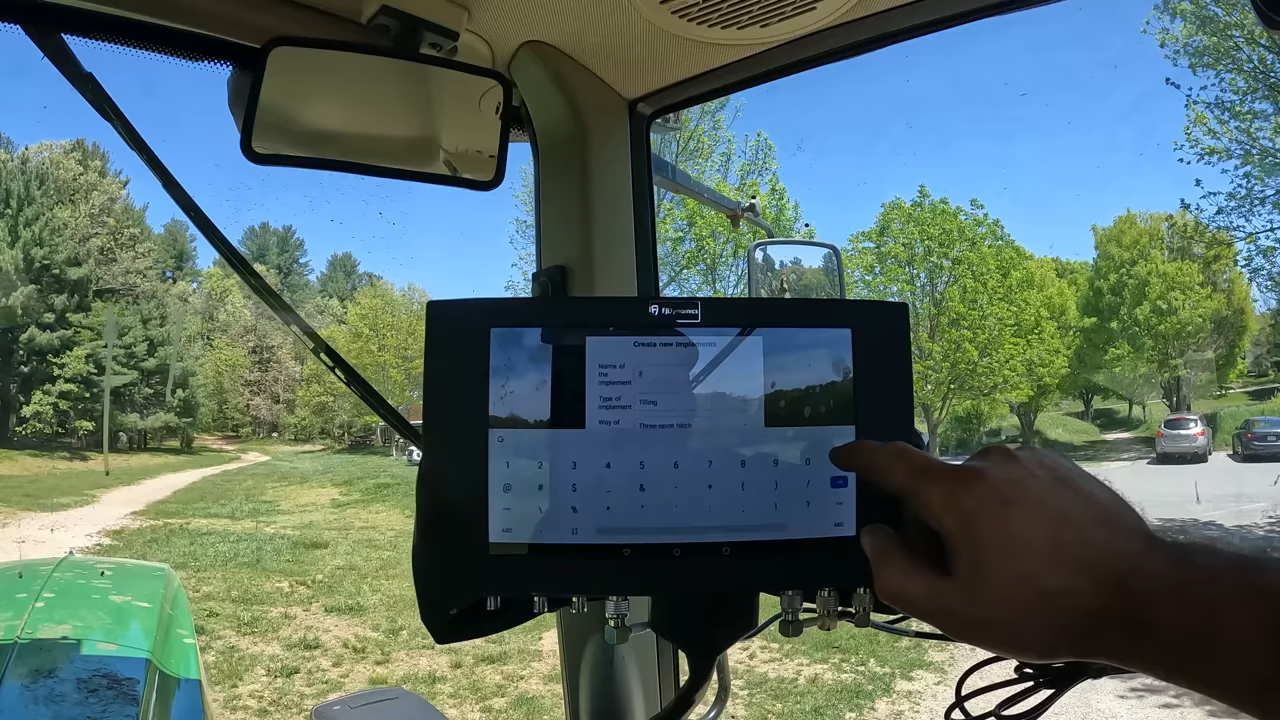 FJDynamics
Create new implements
Name of
the
implement
Type of
implement
Tilling
Way of
Three-point hitch
G
1 2 3 4 5 6 7 8 9 0
@ # $ _ & - + ( ) /
\ % " ' : ; ! ?
ABC , ABC